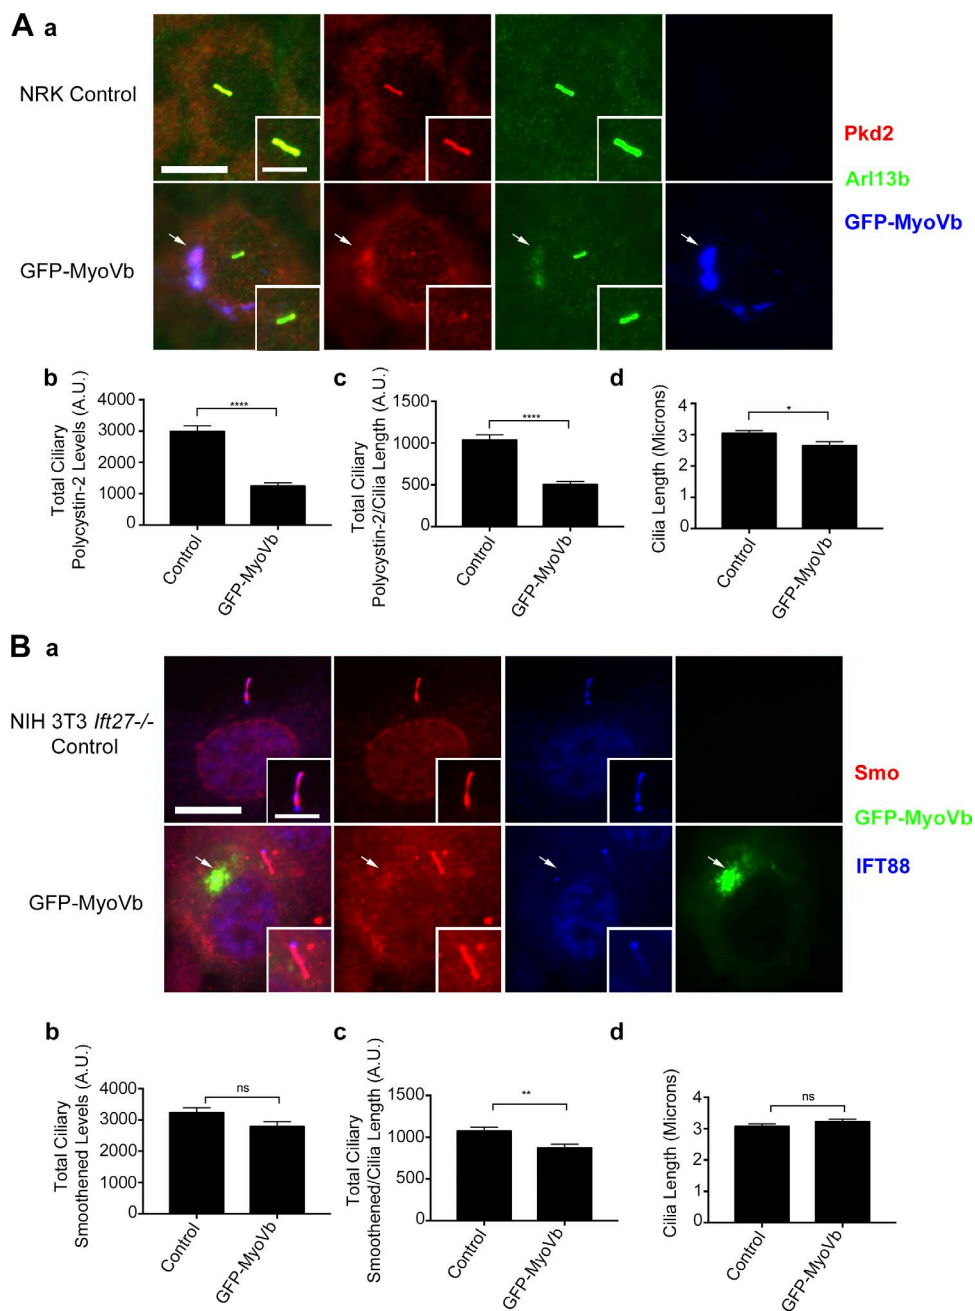 A a
NRK Control
GFP-MyoVb
Pkd2
Arl13b
GFP-MyoVb
b
Total Ciliary
Polycystin-2 Levels (A.U.)
4000
3000
2000
1000
0
****
Control
GFP-MyoVb
c
Total Ciliary
Polycystin-2/Cilia Length (A.U.)
1500
1000
500
0
****
Control
GFP-MyoVb
d
Cilia Length (Microns)
4
3
2
1
0
*
Control
GFP-MyoVb
B a
NIH 3T3 Ift27-/-
Control
GFP-MyoVb
Smo
GFP-MyoVb
IFT88
b
Total Ciliary
Smoothened Levels (A.U.)
4000
3000
2000
1000
0
ns
Control
GFP-MyoVb
c
Total Ciliary
Smoothened/Cilia Length (A.U.)
1500
1000
500
0
**
Control
GFP-MyoVb
d
Cilia Length (Microns)
4
3
2
1
0
ns
Control
GFP-MyoVb